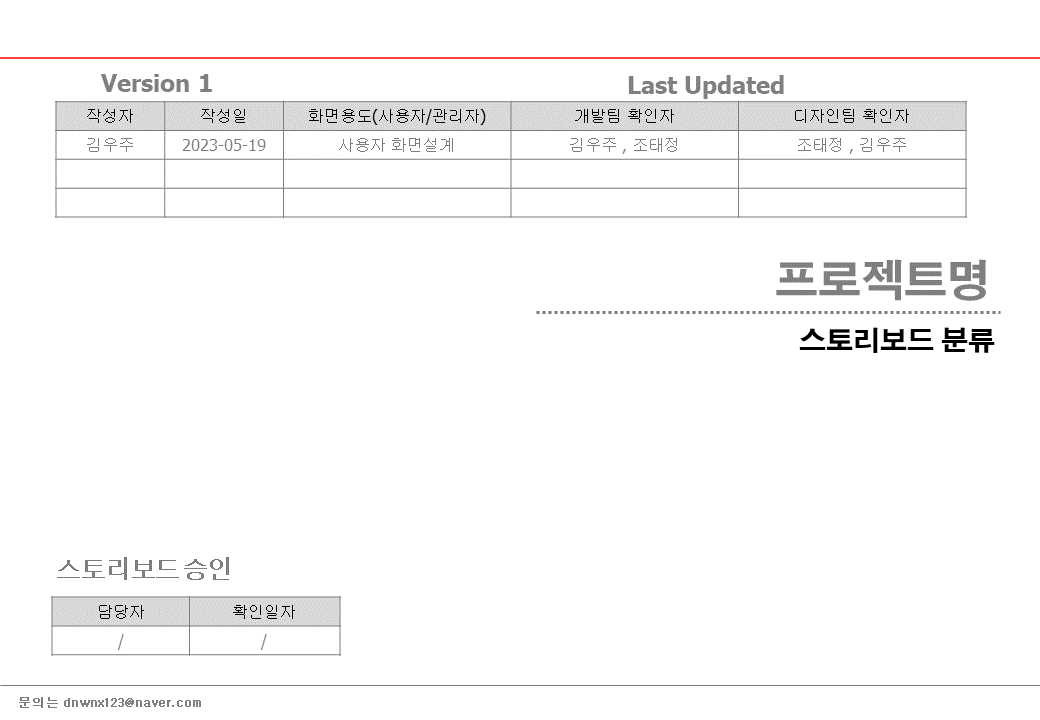 Version 1
Last Updated
작성자 작성일 화면용도(사용자/관리자) 개발팀 확인자 디자인팀 확인자
김우주 2023-05-19 사용자 화면설계 김우주 , 조태정 조태정 , 김우주
프로젝트명
스토리보드 분류
스토리보드 승인
담당자 확인일자
/ /
문의는 dnwnx123@naver.com